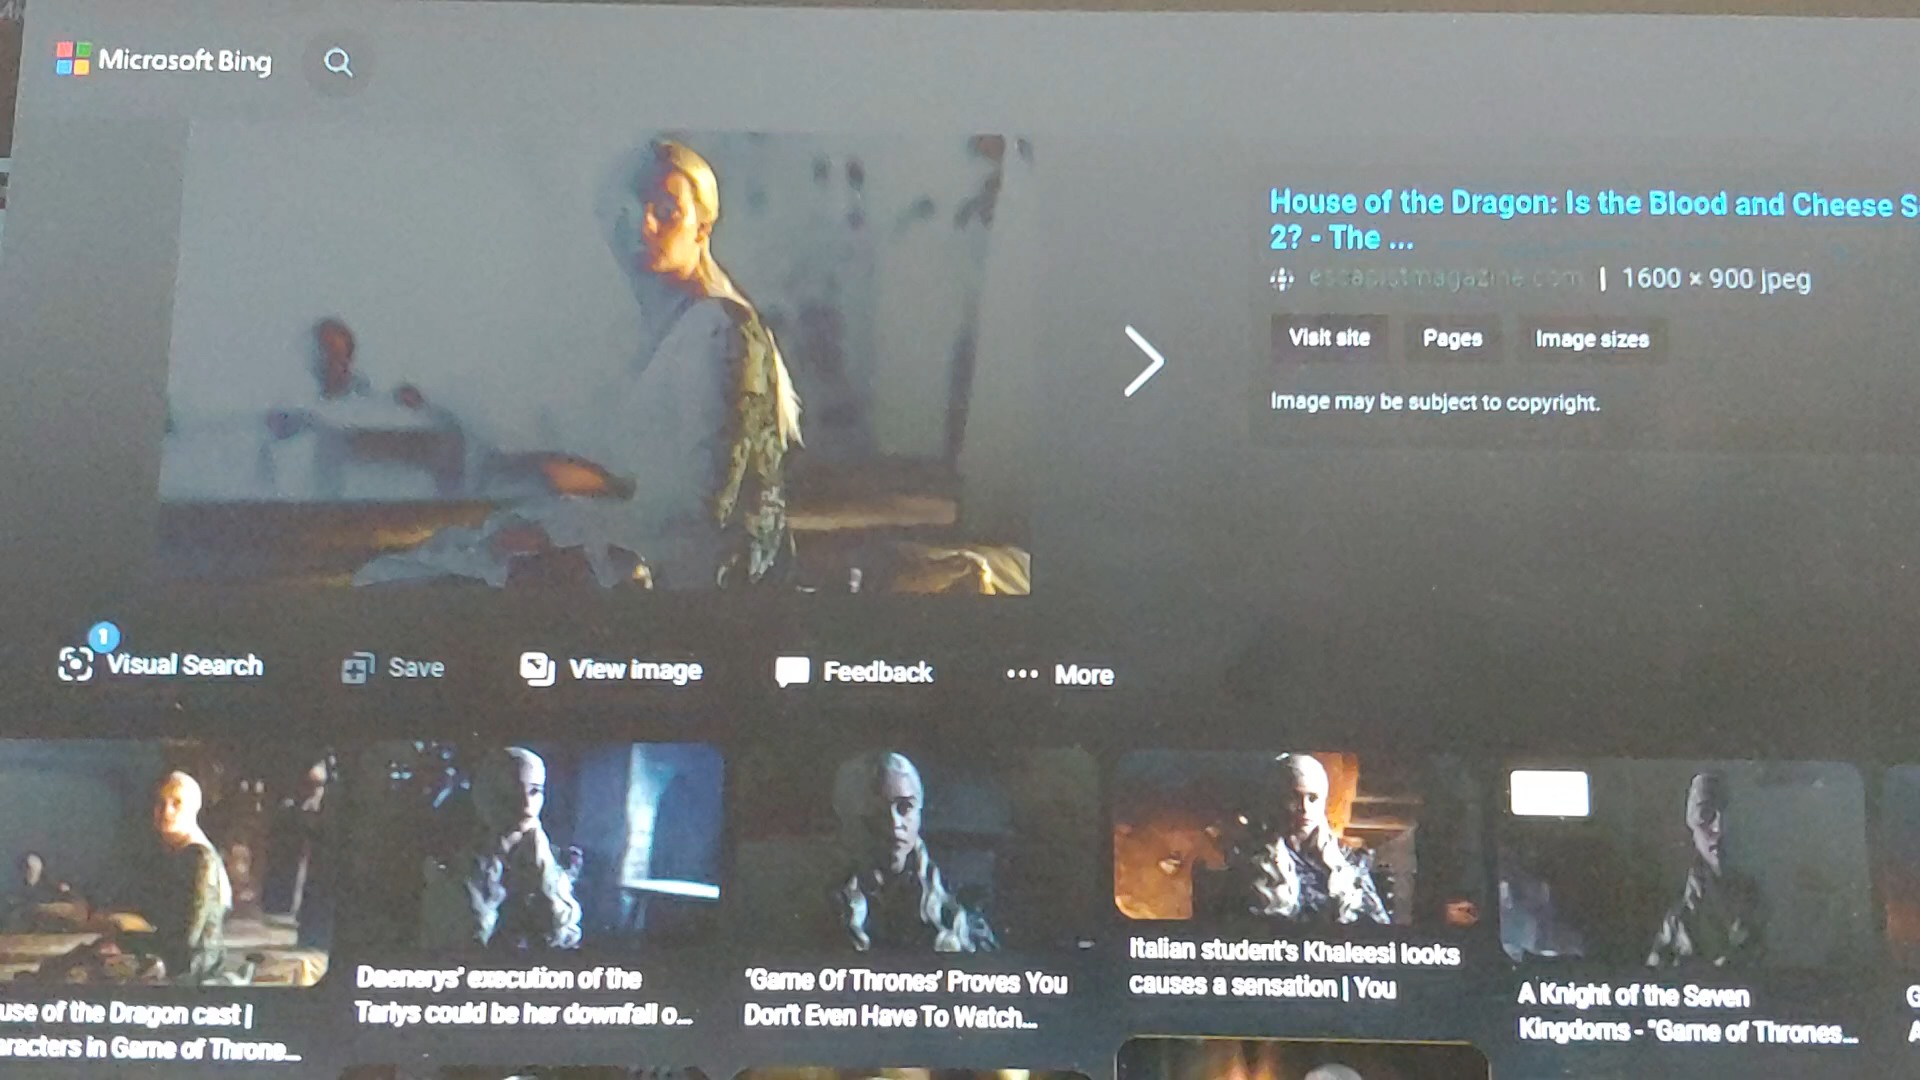 Microsoft Bing
House of the Dragon: Is the Blood and Cheese S
2? - The ...
escapistmagazine.com | 1600 × 900 jpeg
Visit site Pages Image sizes
Image may be subject to copyright.
1
Visual Search Save View image Feedback ... More
use of the Dragon cast |
aracters in Game of Throne...
Daenerys' execution of the
Tarlys could be her downfall o...
'Game Of Thrones' Proves You
Don't Even Have To Watch...
Italian student's Khaleesi looks
causes a sensation | You
A Knight of the Seven
Kingdoms - "Game of Thrones...
G
A